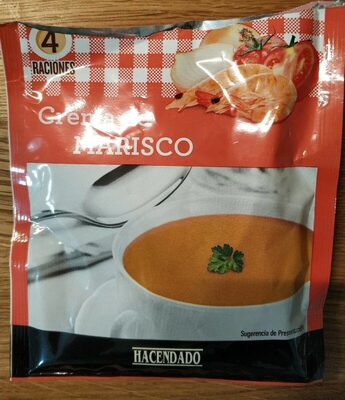 4
RACIONES
Crema de
MARISCO
Sugerencia de Presentación
HACENDADO